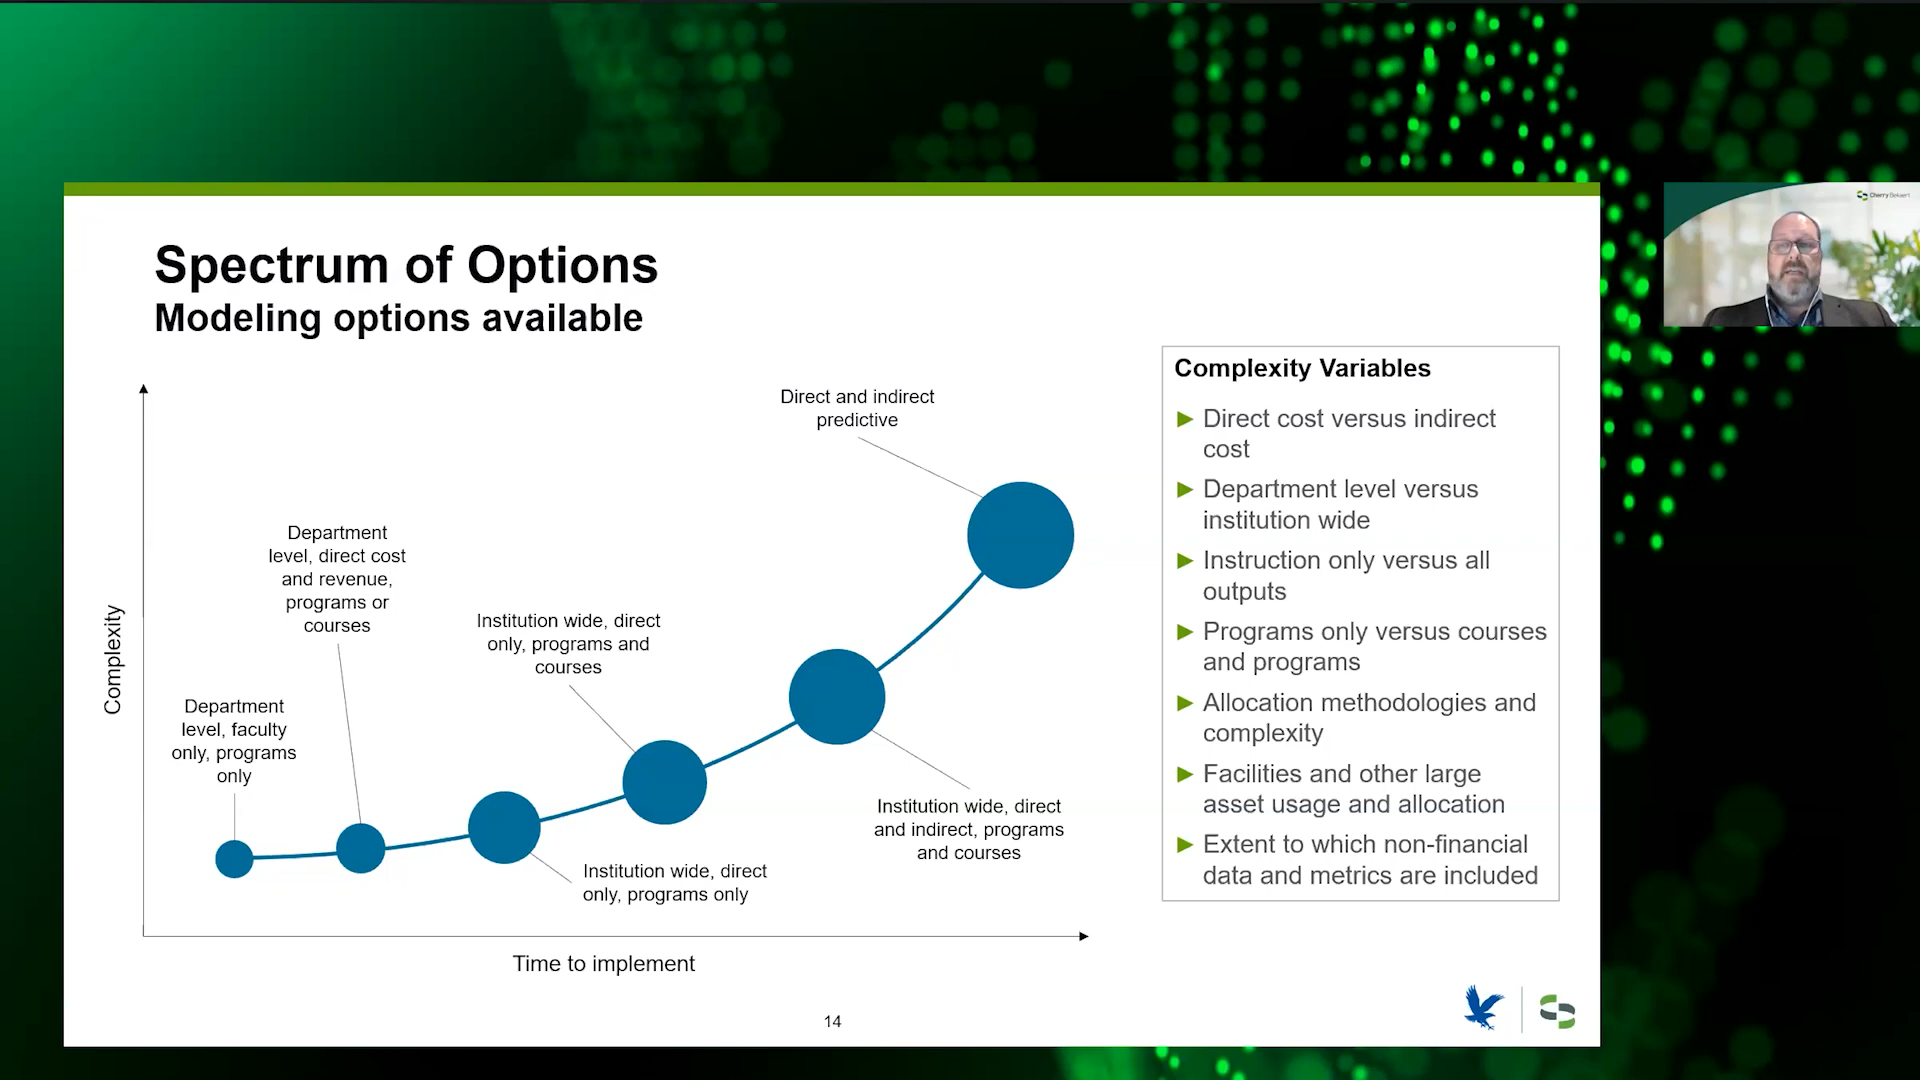 Spectrum of Options
Modeling options available
Complexity
Department
level, faculty
only, programs
only
Department
level, direct cost
and revenue,
programs or
courses
Institution wide, direct
only, programs only
Institution wide, direct
only, programs and
courses
Institution wide, direct
and indirect, programs
and courses
Direct and indirect
predictive
Time to implement
Complexity Variables
Direct cost versus indirect
cost
Department level versus
institution wide
Instruction only versus all
outputs
Programs only versus courses
and programs
Allocation methodologies and
complexity
Facilities and other large
asset usage and allocation
Extent to which non-financial
data and metrics are included
14
Cherry Bekaert